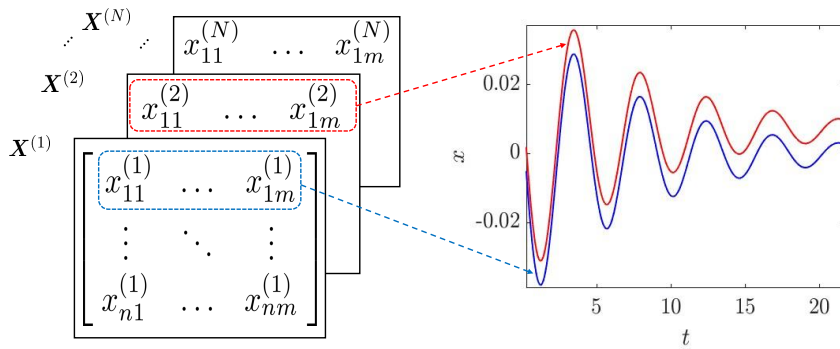 X^(N)
x_11^(N) … x_1m^(N)
X^(2)
x_11^(2) … x_1m^(2)
X^(1)
x_11^(1) … x_1m^(1)
⋮ ⋱ ⋮
x_n1^(1) … x_nm^(1)
x
0.02
0
-0.02
5 10 15 20
t